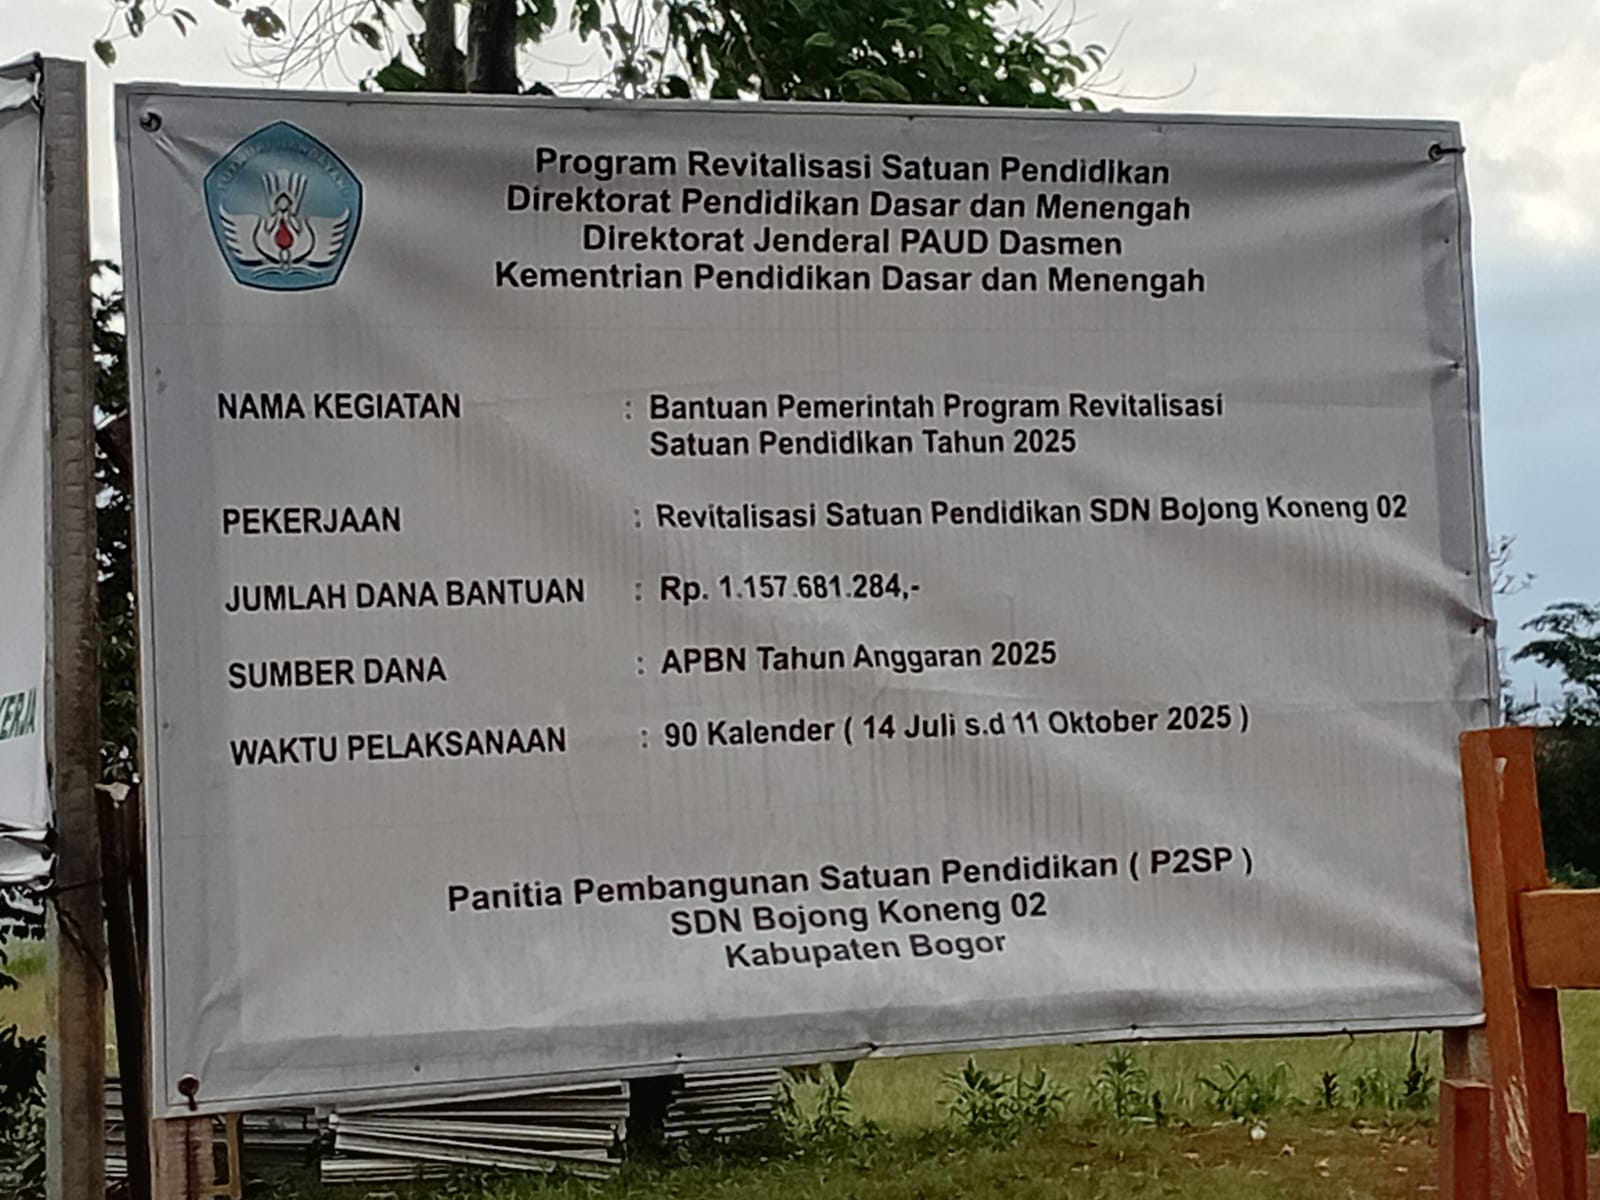 Program Revitalisasi Satuan Pendidikan
Direktorat Pendidikan Dasar dan Menengah
Direktorat Jenderal PAUD Dasmen
Kementrian Pendidikan Dasar dan Menengah
NAMA KEGIATAN : Bantuan Pemerintah Program Revitalisasi
Satuan Pendidikan Tahun 2025
PEKERJAAN : Revitalisasi Satuan Pendidikan SDN Bojong Koneng 02
JUMLAH DANA BANTUAN : Rp. 1.157.681.284,-
SUMBER DANA : APBN Tahun Anggaran 2025
WAKTU PELAKSANAAN : 90 Kalender ( 14 Juli s.d 11 Oktober 2025 )
Panitia Pembangunan Satuan Pendidikan ( P2SP )
SDN Bojong Koneng 02
Kabupaten Bogor